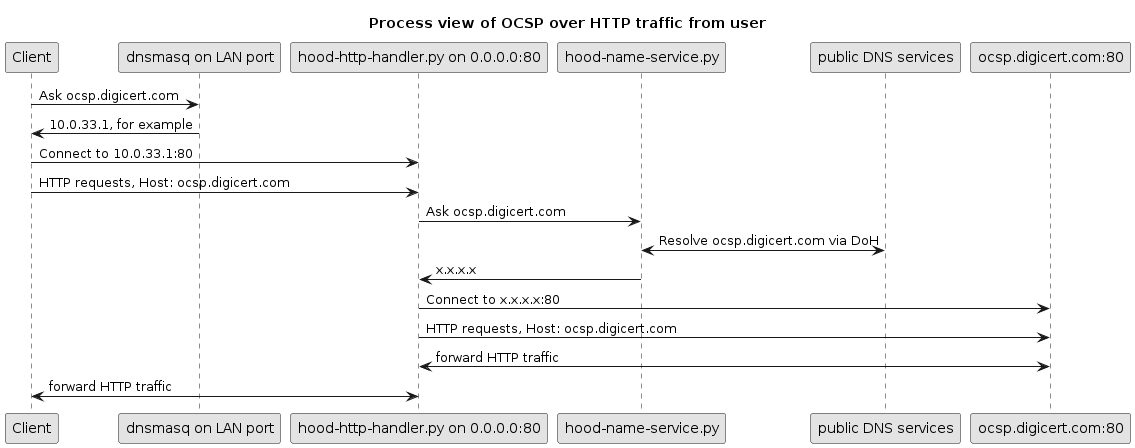 Process view of OCSP over HTTP traffic from user
Client
dnsmasq on LAN port
hood-http-handler.py on 0.0.0.0:80
hood-name-service.py
public DNS services
ocsp.digicert.com:80
Ask ocsp.digicert.com
10.0.33.1, for example
Connect to 10.0.33.1:80
HTTP requests, Host: ocsp.digicert.com
Ask ocsp.digicert.com
Resolve ocsp.digicert.com via DoH
x.x.x.x
Connect to x.x.x.x:80
HTTP requests, Host: ocsp.digicert.com
forward HTTP traffic
forward HTTP traffic
Client
dnsmasq on LAN port
hood-http-handler.py on 0.0.0.0:80
hood-name-service.py
public DNS services
ocsp.digicert.com:80